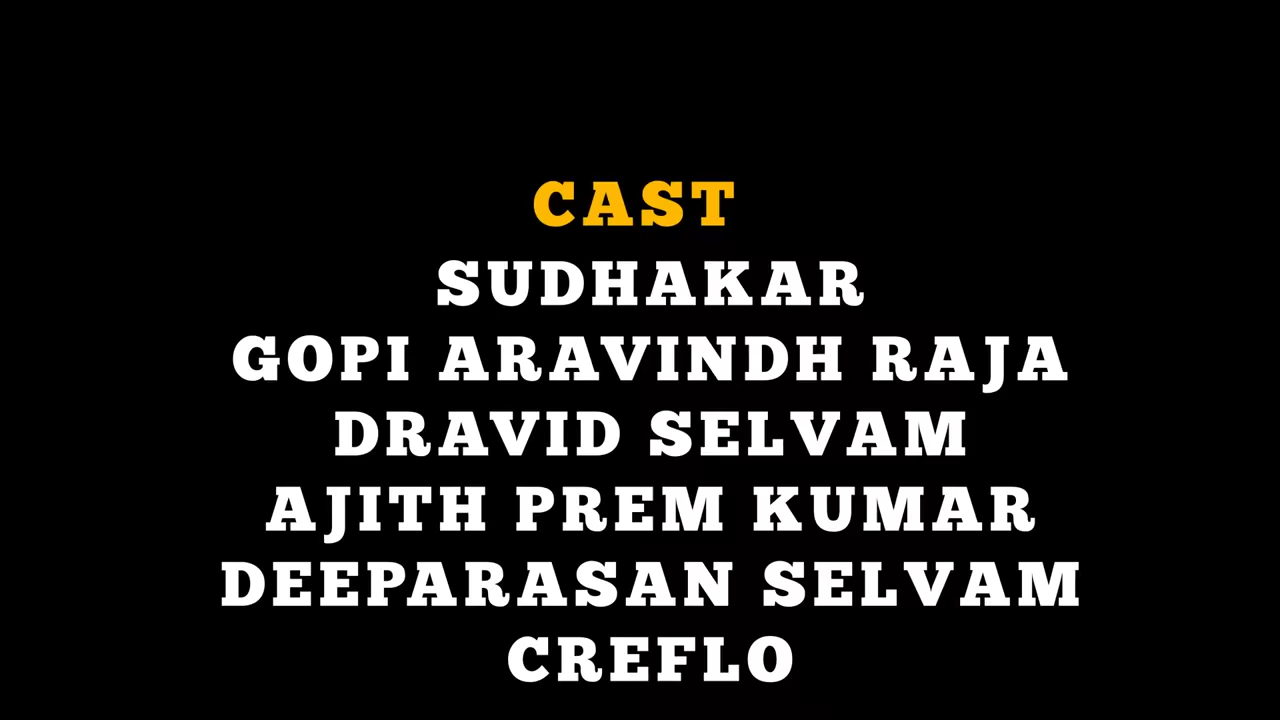 CAST
SUDHAKAR
GOPI ARAVINDH RAJA
DRAVID SELVAM
AJITH PREM KUMAR
DEEPARASAN SELVAM
CREFLO